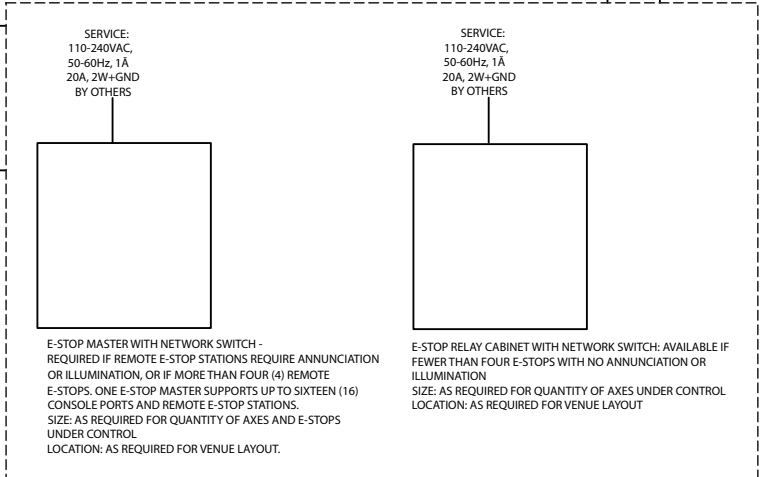 SERVICE:
110-240VAC,
50-60Hz, 1Ã
20A, 2W+GND
BY OTHERS
SERVICE:
110-240VAC,
50-60Hz, 1Ã
20A, 2W+GND
BY OTHERS
E-STOP MASTER WITH NETWORK SWITCH -
REQUIRED IF REMOTE E-STOP STATIONS REQUIRE ANNUNCIATION
OR ILLUMINATION, OR IF MORE THAN FOUR (4) REMOTE
E-STOPS. ONE E-STOP MASTER SUPPORTS UP TO SIXTEEN (16)
CONSOLE PORTS AND REMOTE E-STOP STATIONS.
SIZE: AS REQUIRED FOR QUANTITY OF AXES AND E-STOPS
UNDER CONTROL
LOCATION: AS REQUIRED FOR VENUE LAYOUT.
E-STOP RELAY CABINET WITH NETWORK SWITCH: AVAILABLE IF
FEWER THAN FOUR E-STOPS WITH NO ANNUNCIATION OR
ILLUMINATION
SIZE: AS REQUIRED FOR QUANTITY OF AXES UNDER CONTROL
LOCATION: AS REQUIRED FOR VENUE LAYOUT